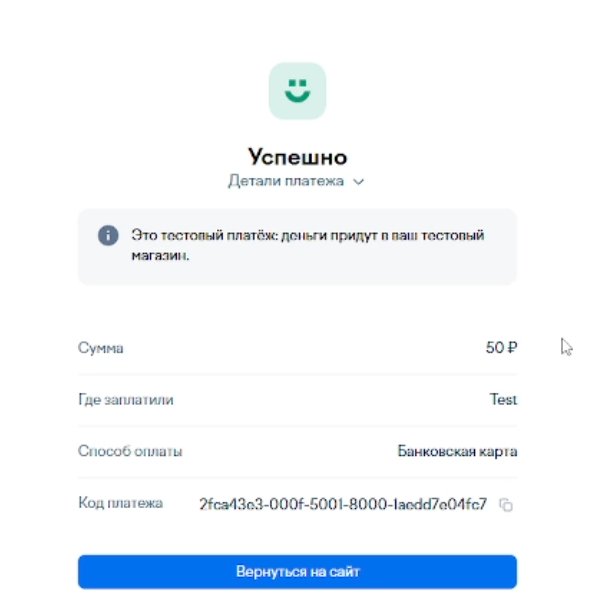 Успешно
Детали платежа
Это тестовый платёж: деньги придут в ваш тестовый
магазин.
Сумма 50 ₽
Где заплатили Test
Способ оплаты Банковская карта
Код платежа 2fca43e3-000f-5001-8000-1aedd7e04fc7
Вернуться на сайт